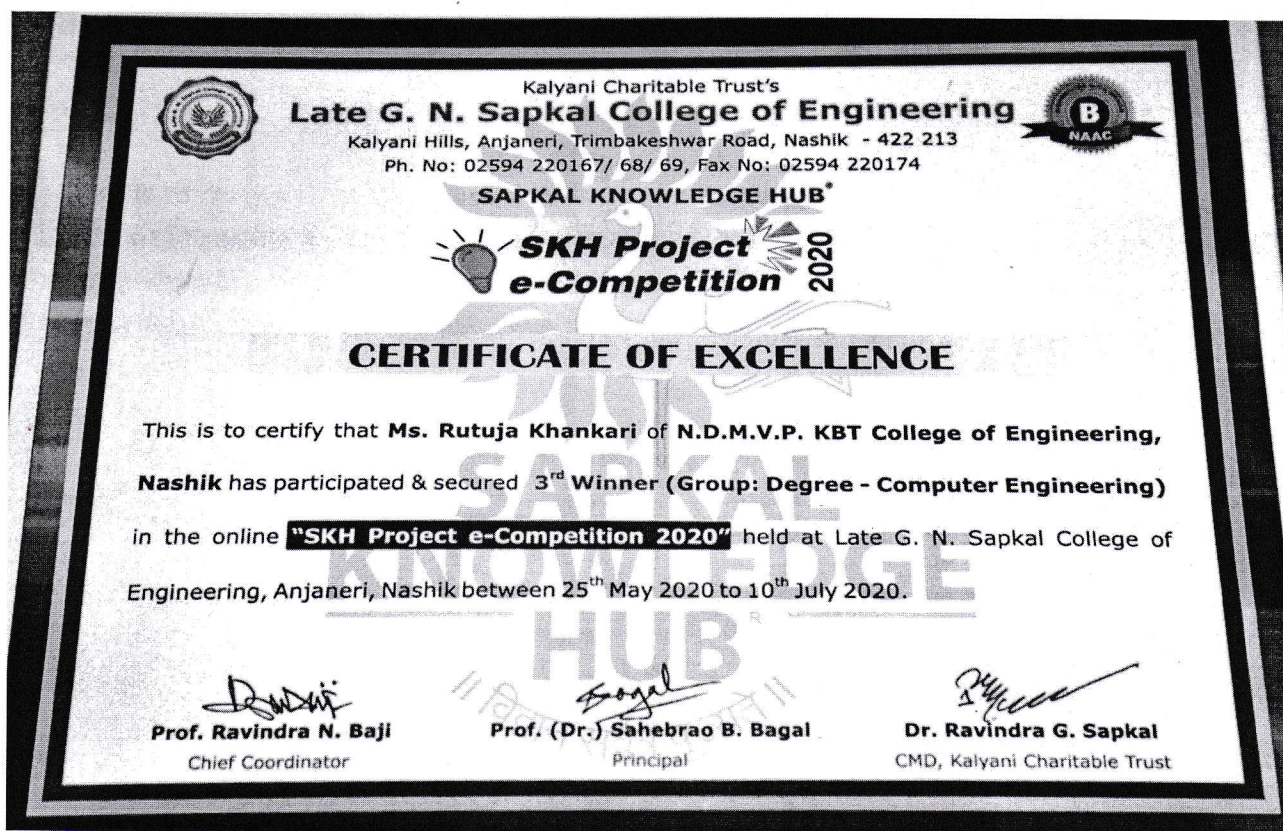 Kalyani Charitable Trust's
Late G. N. Sapkal College of Engineering
B
NAAC
Kalyani Hills, Anjaneri, Trimbakeshwar Road, Nashik - 422 213
Ph. No: 02594 220167/ 68/ 69, Fax No: 02594 220174
SAPKAL KNOWLEDGE HUB®
SKH Project
e-Competition
2020
CERTIFICATE OF EXCELLENCE
This is to certify that Ms. Rutuja Khankari of N.D.M.V.P. KBT College of Engineering,
Nashik has participated & secured 3rd Winner (Group: Degree - Computer Engineering)
in the online "SKH Project e-Competition 2020" held at Late G. N. Sapkal College of
Engineering, Anjaneri, Nashik between 25th May 2020 to 10th July 2020.
SAPKAL
KNOWLEDGE
HUB
Prof. Ravindra N. Baji
Chief Coordinator
Prof. (Dr.) Sahebrao B. Bagal
Principal
Dr. Ravindra G. Sapkal
CMD, Kalyani Charitable Trust